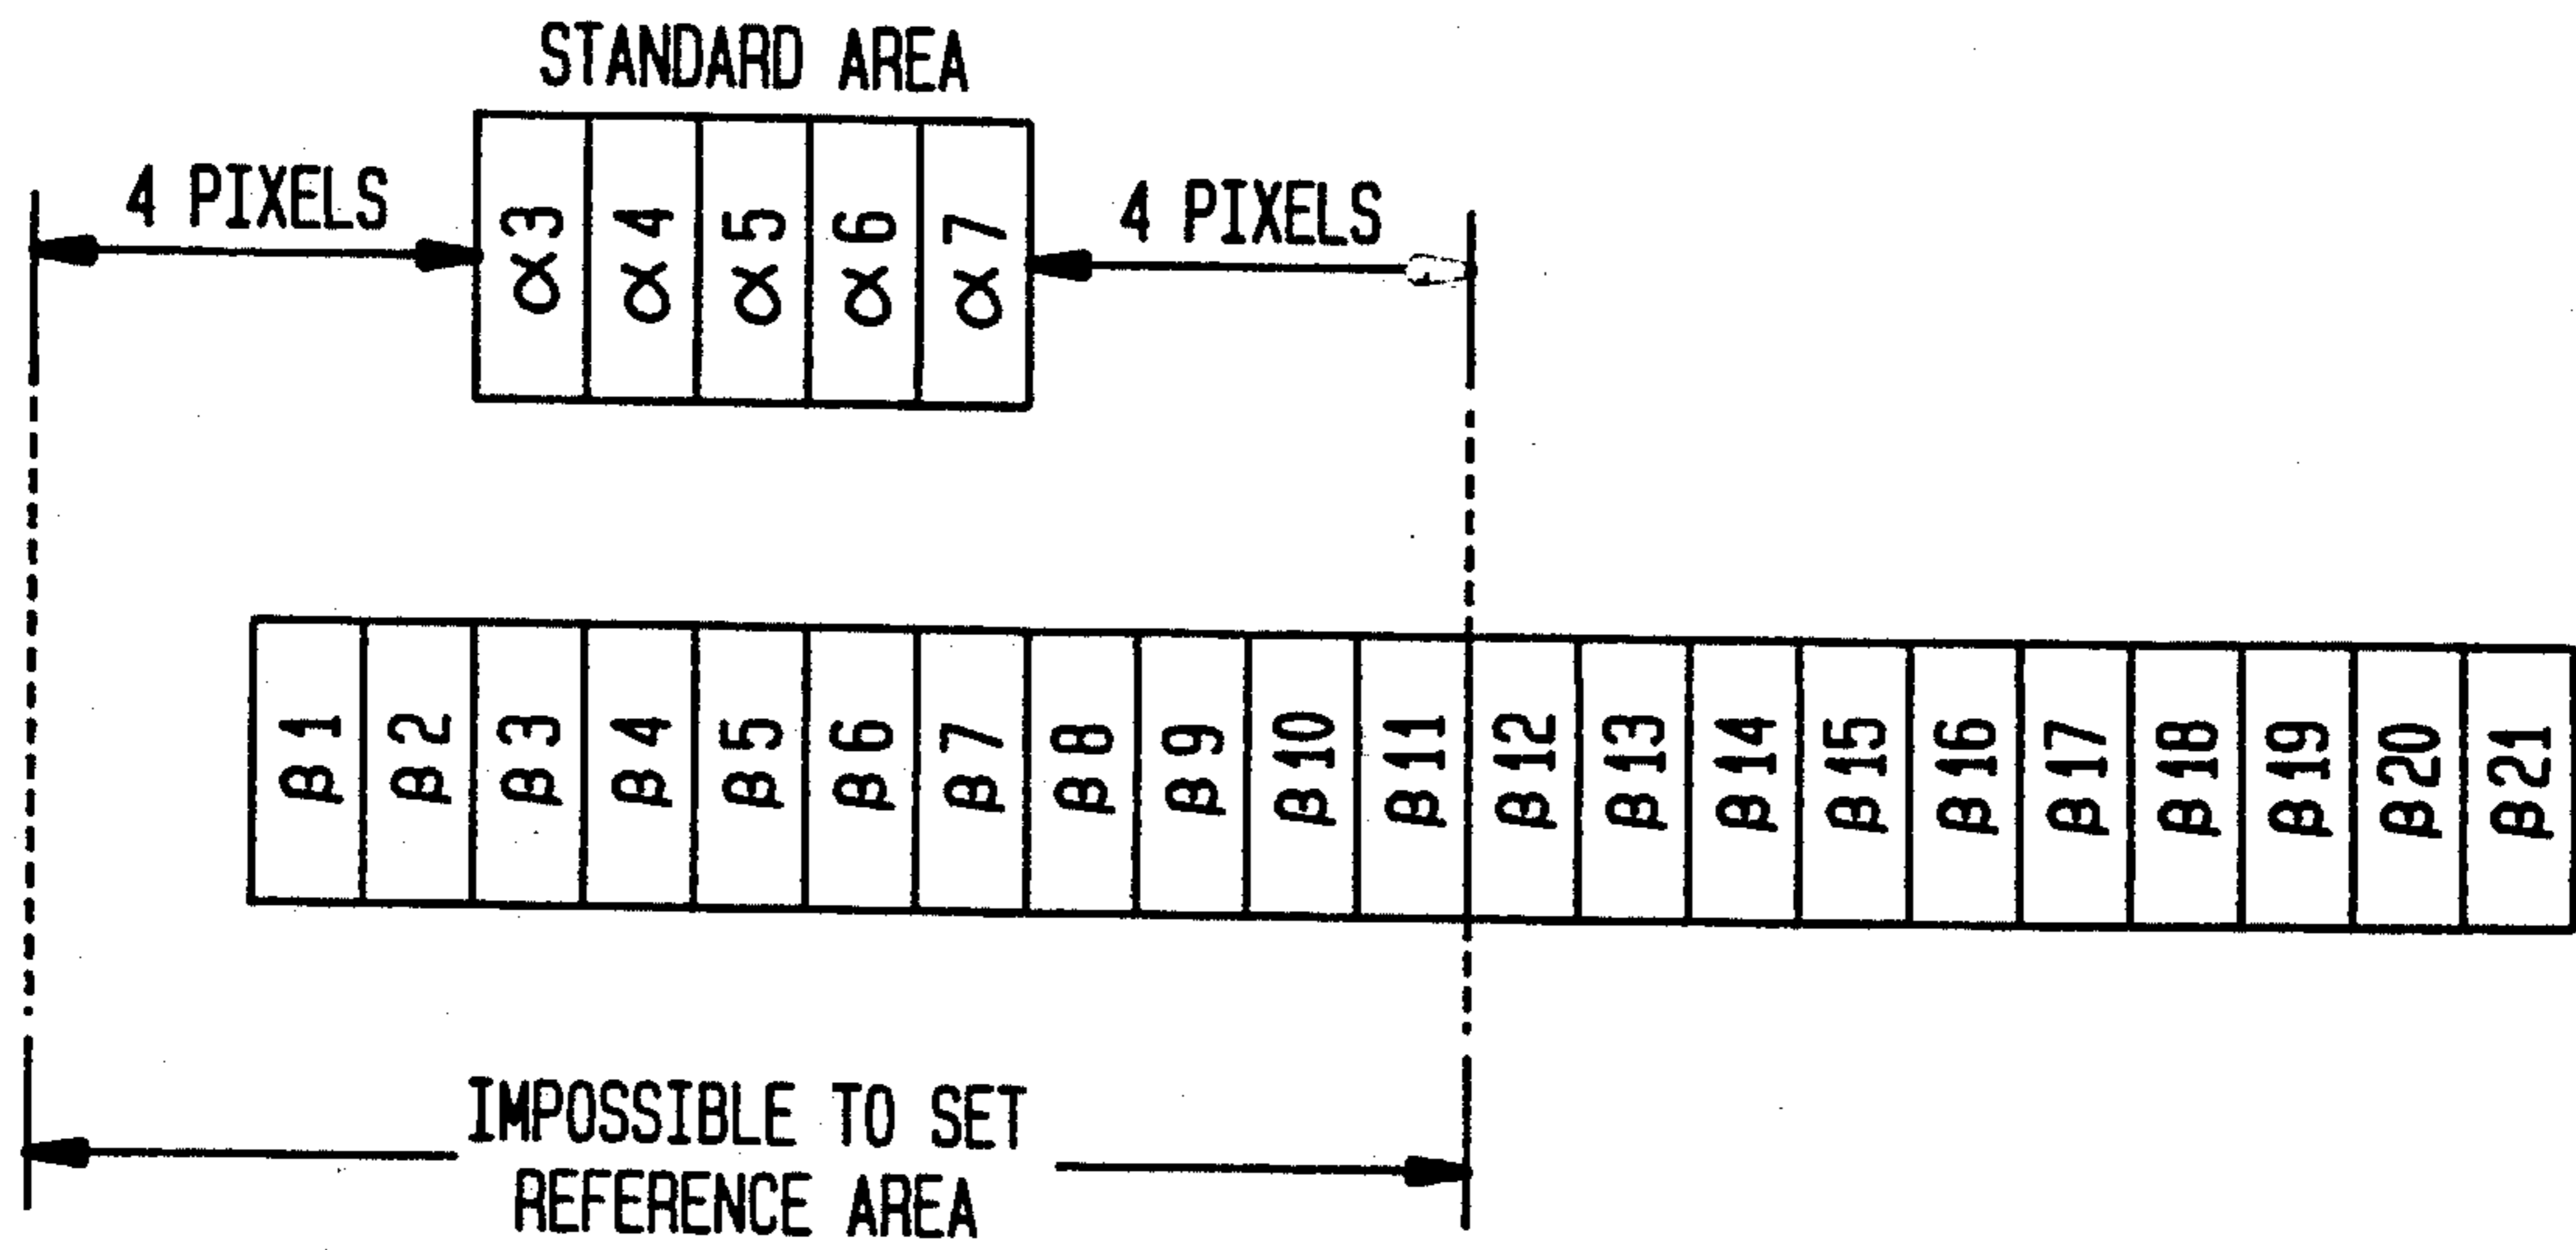 STANDARD AREA
4 PIXELS
α3 α4 α5 α6 α7
4 PIXELS
β1 β2 β3 β4 β5 β6 β7 β8 β9 β10 β11 β12 β13 β14 β15 β16 β17 β18 β19 β20 β21
IMPOSSIBLE TO SET
REFERENCE AREA